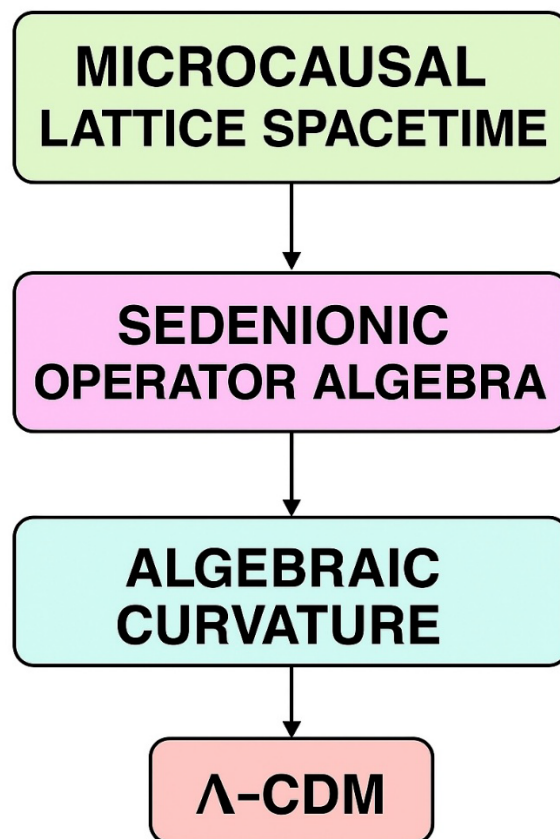 MICROCAUSAL
LATTICE SPACETIME
SEDENIONIC
OPERATOR ALGEBRA
ALGEBRAIC
CURVATURE
Λ-CDM